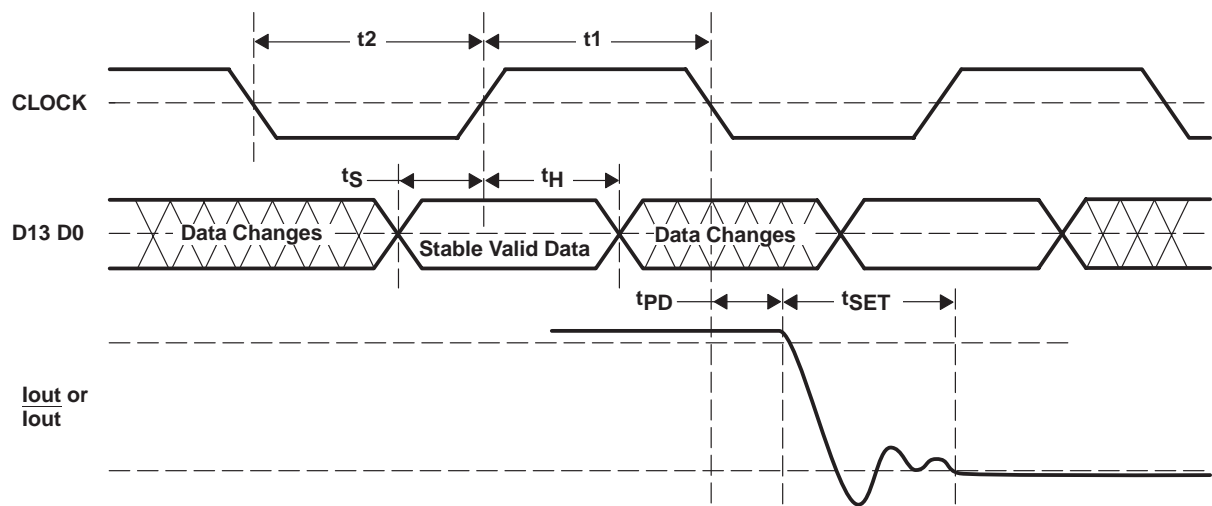 t2
t1
CLOCK
tS
tH
D13 D0
Data Changes
Stable Valid Data
Data Changes
tPD
tSET
Iout or
Iout